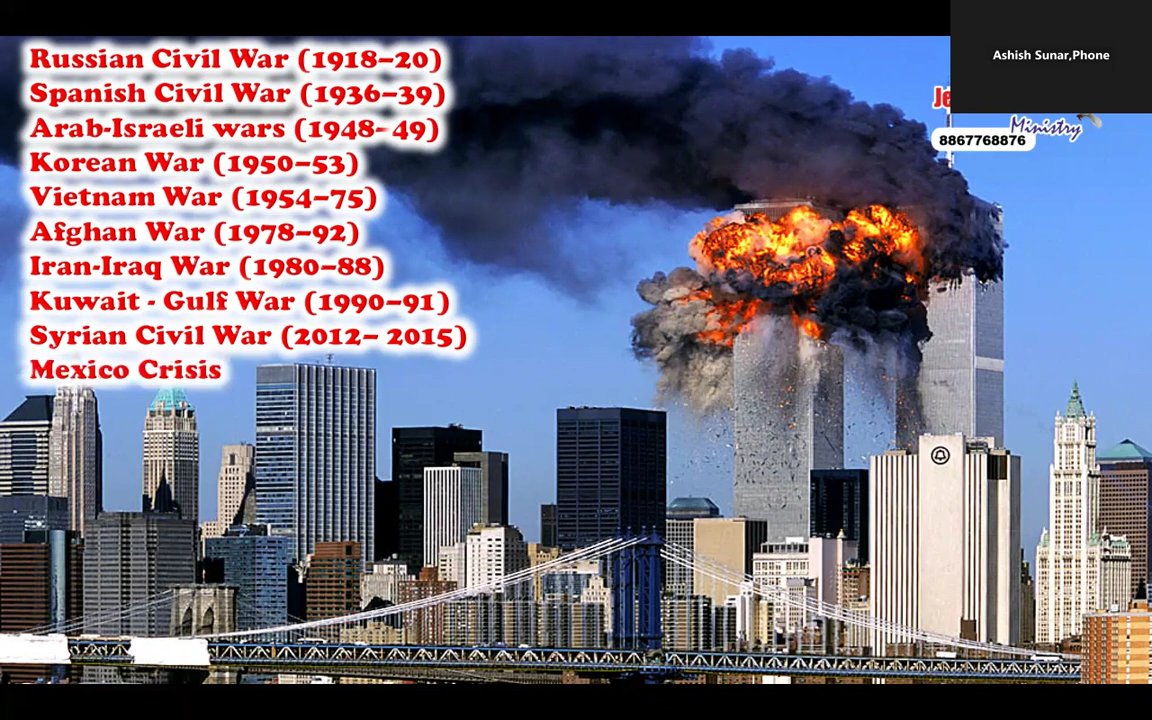 Russian Civil War (1918–20)
Spanish Civil War (1936–39)
Arab-Israeli wars (1948- 49)
Korean War (1950–53)
Vietnam War (1954–75)
Afghan War (1978–92)
Iran-Iraq War (1980–88)
Kuwait - Gulf War (1990–91)
Syrian Civil War (2012– 2015)
Mexico Crisis
Ashish Sunar,Phone
Ministry
8867768876